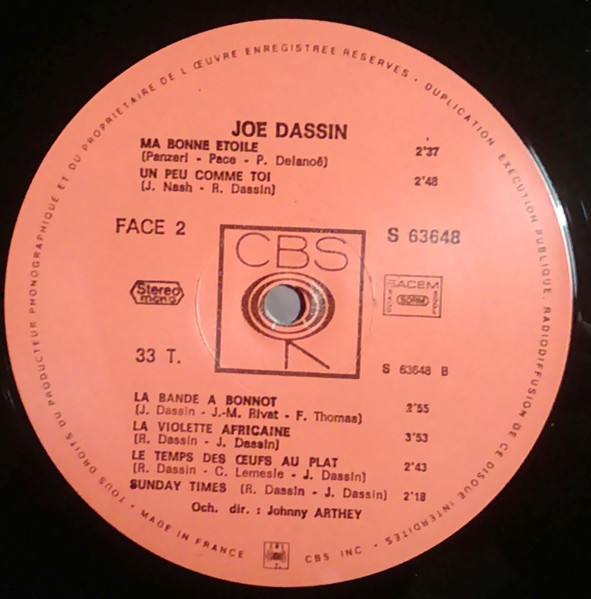 TOUS DROITS DU PRODUCTEUR PHONOGRAPHIQUE ET DU PROPRIETAIRE DE L'ŒUVRE ENREGISTREE RESERVES · DUPLICATION, EXECUTION PUBLIQUE, RADIODIFFUSION DE CE DISQUE INTERDITES ·
JOE DASSIN
MA BONNE ETOILE 2'37
(Panzeri - Pace - P. Delanoë)
UN PEU COMME TOI 2'48
(J. Nash - R. Dassin)
FACE 2
CBS
S 63648
Stereo
mono
SACEM
SDRM
33 T.
S 63648 B
LA BANDE A BONNOT 2'55
(J. Dassin - J.-M. Rivat - F. Thomas)
LA VIOLETTE AFRICAINE 3'53
(R. Dassin - J. Dassin)
LE TEMPS DES ŒUFS AU PLAT 2'43
(R. Dassin - C. Lemesle - J. Dassin)
SUNDAY TIMES (R. Dassin - J. Dassin) 2'18
Och. dir. : Johnny ARTHEY
· MADE IN FRANCE
CBS INC ·